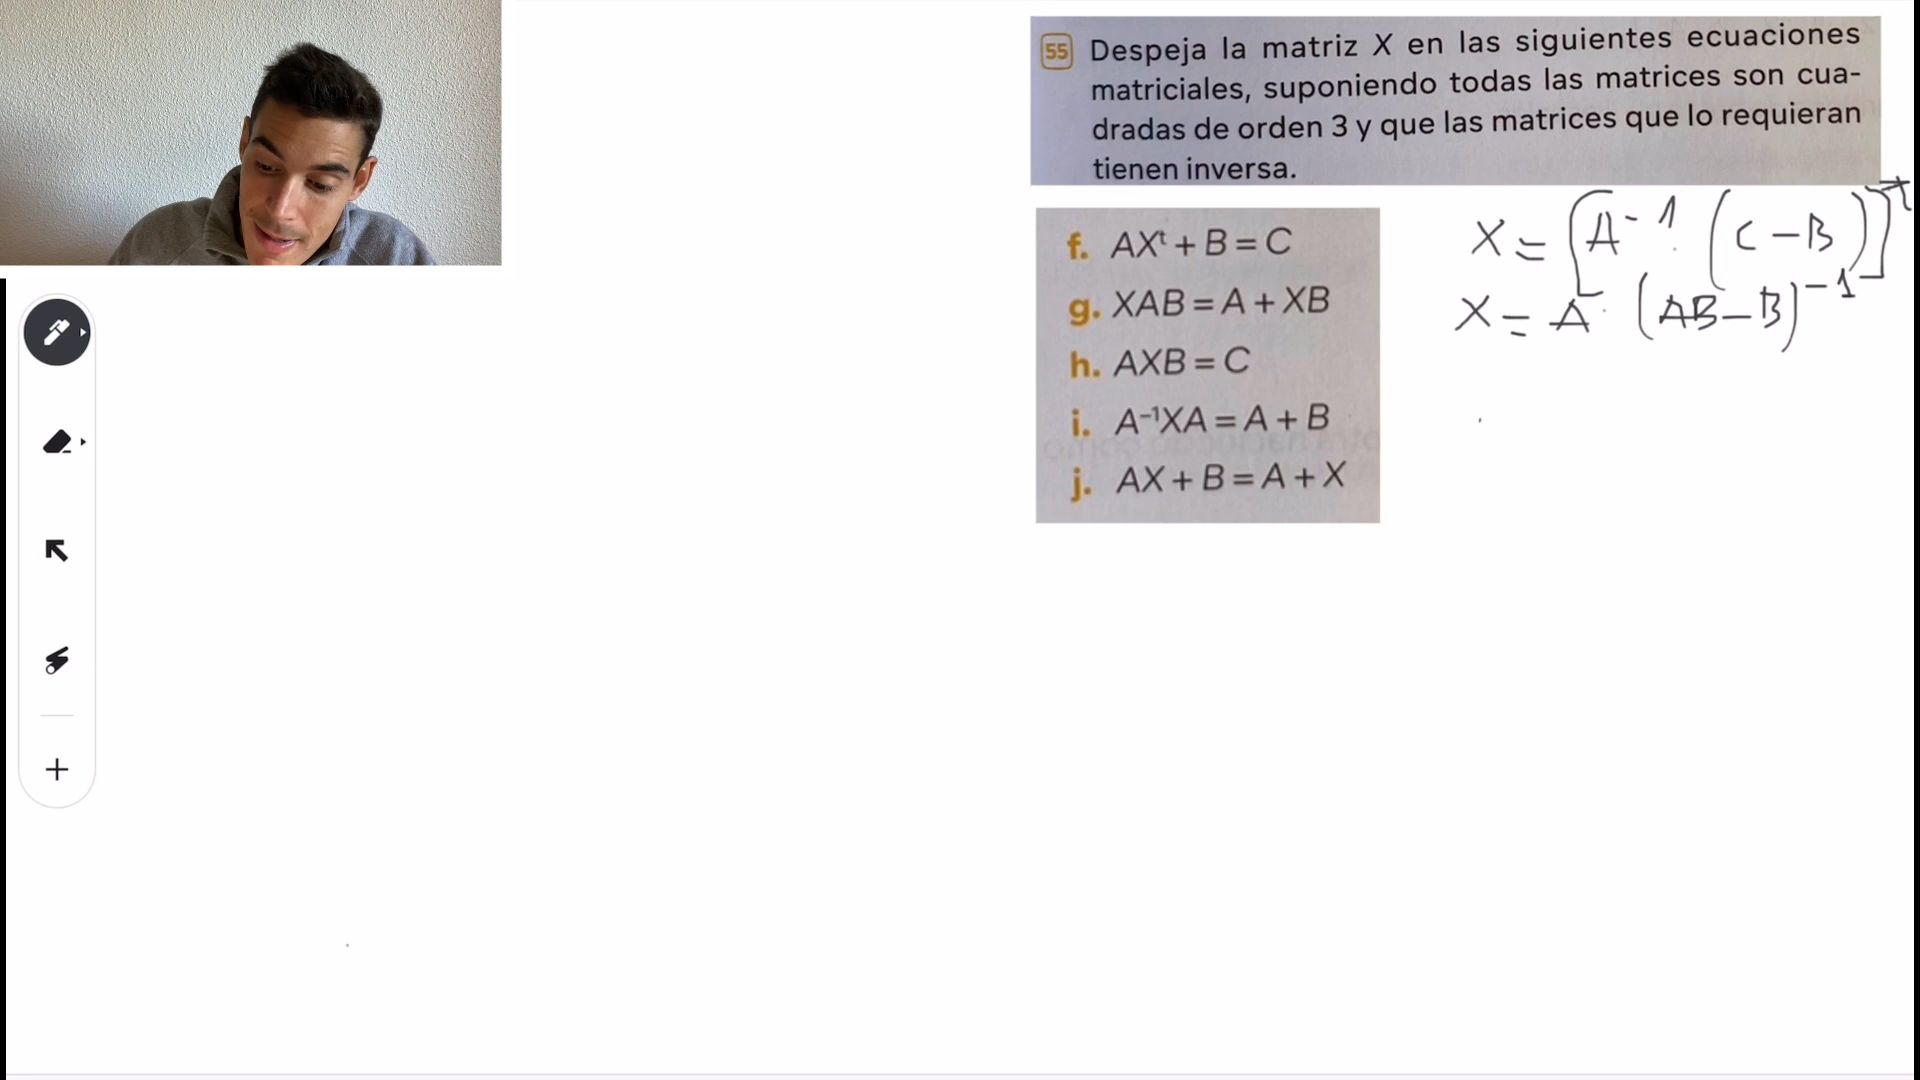 55 Despeja la matriz X en las siguientes ecuaciones
matriciales, suponiendo todas las matrices son cua-
dradas de orden 3 y que las matrices que lo requieran
tienen inversa.
f. AXᵗ + B = C
g. XAB = A + XB
h. AXB = C
i. A⁻¹XA = A + B
j. AX + B = A + X
X = [A⁻¹ · (C - B)]ᵗ
X = A · (AB - B)⁻¹